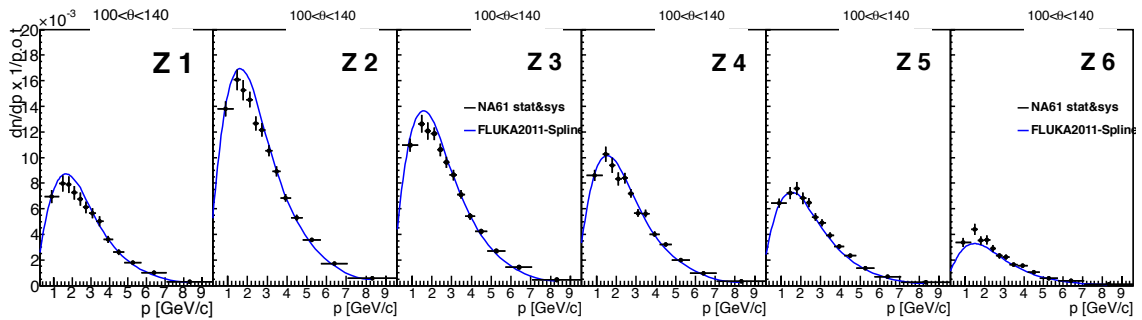 100<θ<140 100<θ<140 100<θ<140 100<θ<140 100<θ<140 100<θ<140
×10⁻³
dn/dp x 1/p.o.t
20
18
16
14
12
10
8
6
4
2
0
Z 1 Z 2 Z 3 Z 4 Z 5 Z 6
NA61 stat&sys NA61 stat&sys
FLUKA2011-Spline FLUKA2011-Spline
1 2 3 4 5 6 7 8 9 1 2 3 4 5 6 7 8 9 1 2 3 4 5 6 7 8 9 1 2 3 4 5 6 7 8 9 1 2 3 4 5 6 7 8 9 1 2 3 4 5 6 7 8 9
p [GeV/c] p [GeV/c] p [GeV/c] p [GeV/c] p [GeV/c] p [GeV/c]